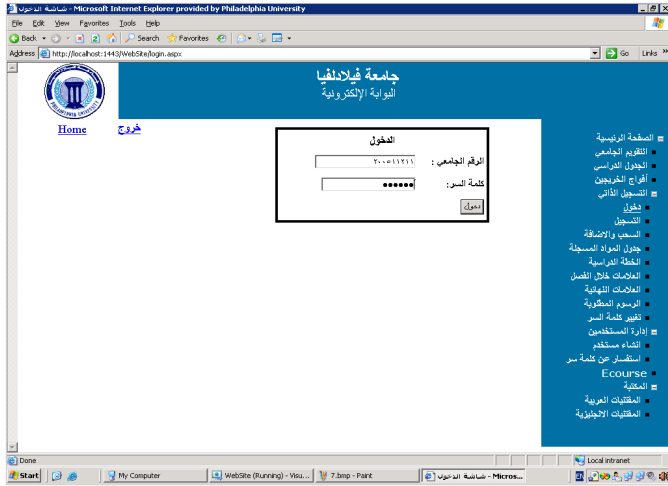 شاشة الدخول - Microsoft Internet Explorer provided by Philadelphia University
File Edit View Favorites Tools Help
Back Search Favorites
Address http://localhost:1443/WebSite/login.aspx Go Links »
جامعة فيلادلفيا
البوابة الإلكترونية
PHILADELPHIA UNIVERSITY
Home خروج
الدخول
الرقم الجامعي :
٢٠٠٥١١٢١١
كلمة السر:
●●●●●●
دخول
الصفحة الرئيسية
التقويم الجامعي
الجدول الدراسي
أفواج الخريجين
التسجيل الذاتي
دخول
التسجيل
السحب والاضافة
جدول المواد المسجلة
الخطة الدراسية
العلامات خلال الفصل
العلامات النهائية
الرسوم المطلوبة
تغيير كلمة السر
إدارة المستخدمين
انشاء مستخدم
استفسار عن كلمة سر
Ecourse
المكتبة
المقتنيات العربية
المقتنيات الانجليزية
Done Local intranet
Start My Computer WebSite (Running) - Visu... 7.bmp - Paint شاشة الدخول - Micros... EN